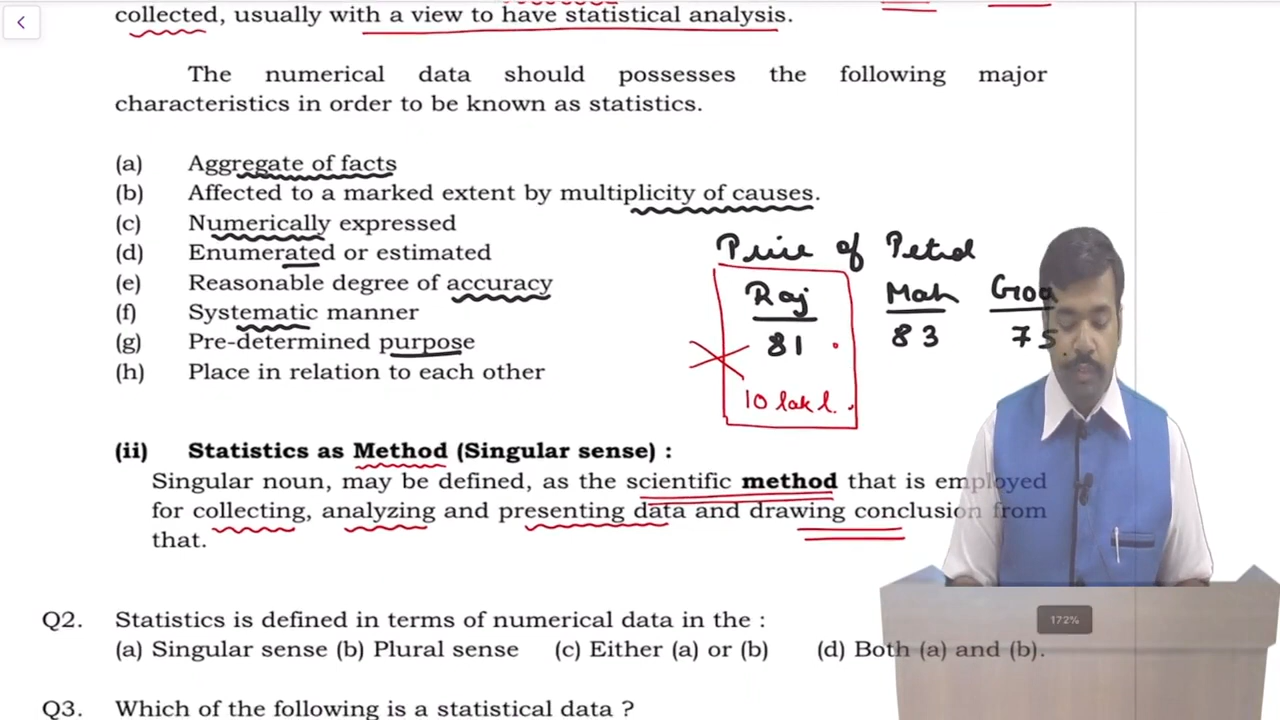 collected, usually with a view to have statistical analysis.
The numerical data should possesses the following major
characteristics in order to be known as statistics.
(a) Aggregate of facts
(b) Affected to a marked extent by multiplicity of causes.
(c) Numerically expressed
(d) Enumerated or estimated
(e) Reasonable degree of accuracy
(f) Systematic manner
(g) Pre-determined purpose
(h) Place in relation to each other
Price of Petrol
Raj Mah Goa
81 83 75
10 lakh.
(ii) Statistics as Method (Singular sense) :
Singular noun, may be defined, as the scientific method that is employed
for collecting, analyzing and presenting data and drawing conclusion from
that.
Q2. Statistics is defined in terms of numerical data in the :
(a) Singular sense (b) Plural sense (c) Either (a) or (b) (d) Both (a) and (b).
172%
Q3. Which of the following is a statistical data ?